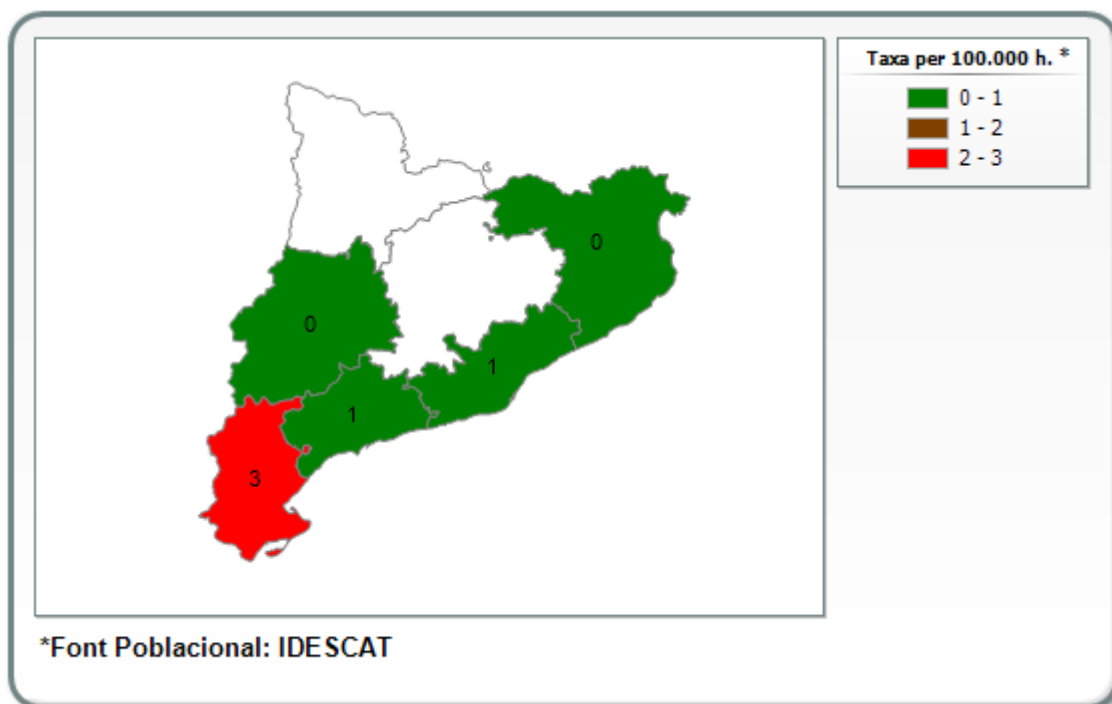 Taxa per 100.000 h. *
0 - 1
1 - 2
2 - 3
0
0
1
1
3
*Font Poblacional: IDESCAT